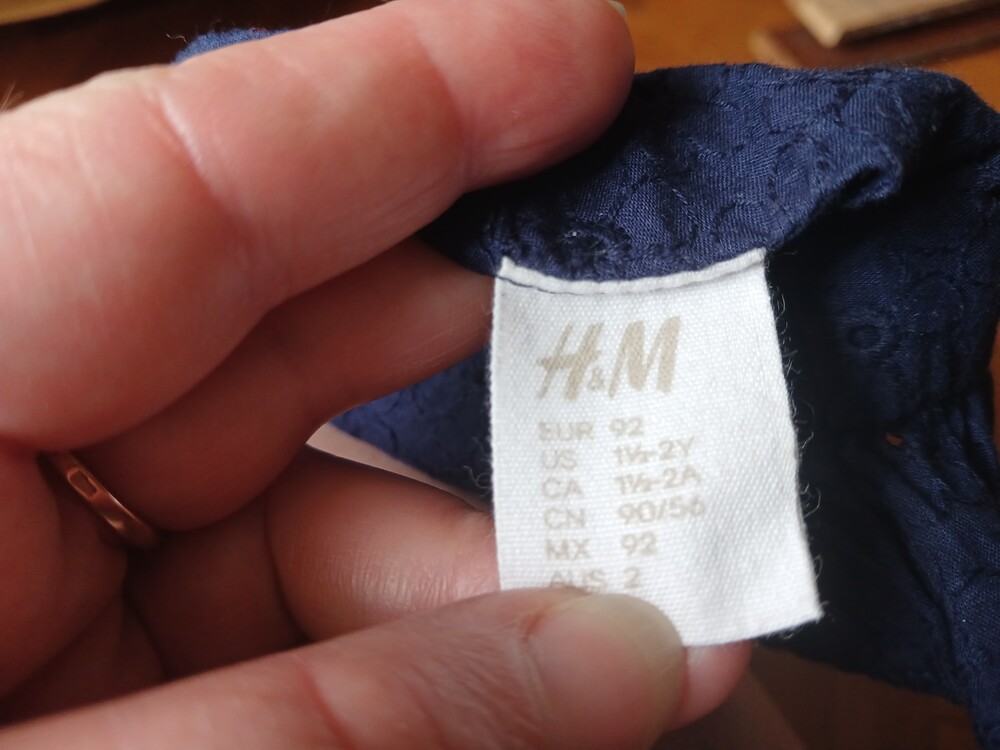 H&M
EUR 92
US 1½-2Y
CA 1½-2A
CN 90/56
MX 92
AUS 2